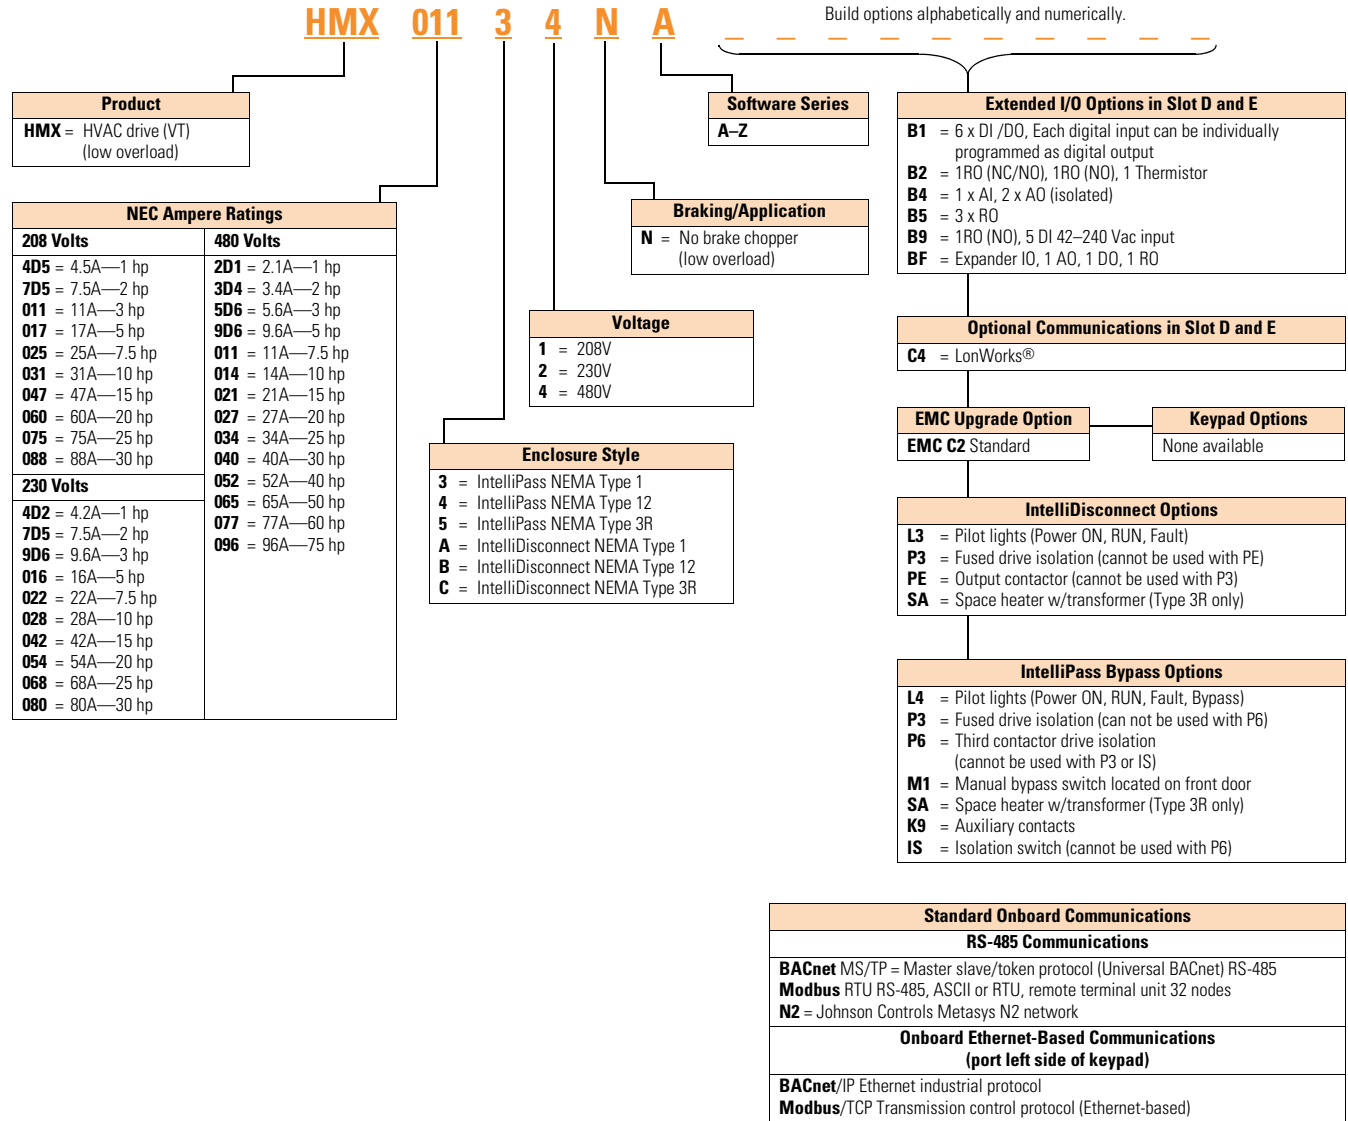 HMX 011 3 4 N A
Build options alphabetically and numerically.
Product
HMX = HVAC drive (VT)
(low overload)
NEC Ampere Ratings
208 Volts
4D5 = 4.5A—1 hp
7D5 = 7.5A—2 hp
011 = 11A—3 hp
017 = 17A—5 hp
025 = 25A—7.5 hp
031 = 31A—10 hp
047 = 47A—15 hp
060 = 60A—20 hp
075 = 75A—25 hp
088 = 88A—30 hp
230 Volts
4D2 = 4.2A—1 hp
7D5 = 7.5A—2 hp
9D6 = 9.6A—3 hp
016 = 16A—5 hp
022 = 22A—7.5 hp
028 = 28A—10 hp
042 = 42A—15 hp
054 = 54A—20 hp
068 = 68A—25 hp
080 = 80A—30 hp
480 Volts
2D1 = 2.1A—1 hp
3D4 = 3.4A—2 hp
5D6 = 5.6A—3 hp
9D6 = 9.6A—5 hp
011 = 11A—7.5 hp
014 = 14A—10 hp
021 = 21A—15 hp
027 = 27A—20 hp
034 = 34A—25 hp
040 = 40A—30 hp
052 = 52A—40 hp
065 = 65A—50 hp
077 = 77A—60 hp
096 = 96A—75 hp
Enclosure Style
3 = IntelliPass NEMA Type 1
4 = IntelliPass NEMA Type 12
5 = IntelliPass NEMA Type 3R
A = IntelliDisconnect NEMA Type 1
B = IntelliDisconnect NEMA Type 12
C = IntelliDisconnect NEMA Type 3R
Voltage
1 = 208V
2 = 230V
4 = 480V
Braking/Application
N = No brake chopper
(low overload)
Software Series
A–Z
Extended I/O Options in Slot D and E
B1 = 6 x DI /DO, Each digital input can be individually
programmed as digital output
B2 = 1RO (NC/NO), 1RO (NO), 1 Thermistor
B4 = 1 x AI, 2 x AO (isolated)
B5 = 3 x RO
B9 = 1RO (NO), 5 DI 42–240 Vac input
BF = Expander IO, 1 AO, 1 DO, 1 RO
Optional Communications in Slot D and E
C4 = LonWorks®
EMC Upgrade Option
EMC C2 Standard
Keypad Options
None available
IntelliDisconnect Options
L3 = Pilot lights (Power ON, RUN, Fault)
P3 = Fused drive isolation (cannot be used with PE)
PE = Output contactor (cannot be used with P3)
SA = Space heater w/transformer (Type 3R only)
IntelliPass Bypass Options
L4 = Pilot lights (Power ON, RUN, Fault, Bypass)
P3 = Fused drive isolation (can not be used with P6)
P6 = Third contactor drive isolation
(cannot be used with P3 or IS)
M1 = Manual bypass switch located on front door
SA = Space heater w/transformer (Type 3R only)
K9 = Auxiliary contacts
IS = Isolation switch (cannot be used with P6)
Standard Onboard Communications
RS-485 Communications
BACnet MS/TP = Master slave/token protocol (Universal BACnet) RS-485
Modbus RTU RS-485, ASCII or RTU, remote terminal unit 32 nodes
N2 = Johnson Controls Metasys N2 network
Onboard Ethernet-Based Communications
(port left side of keypad)
BACnet/IP Ethernet industrial protocol
Modbus/TCP Transmission control protocol (Ethernet-based)